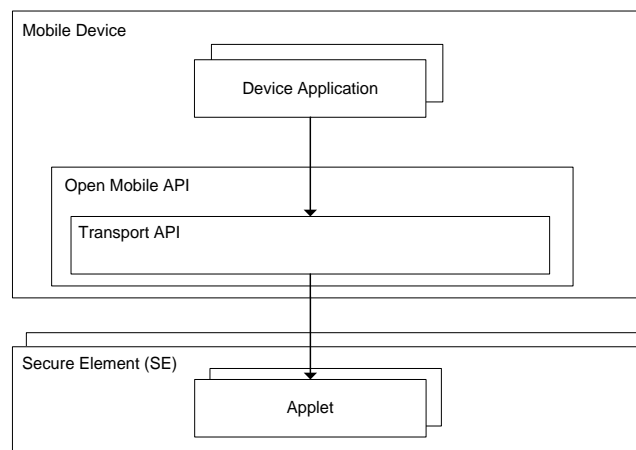 Mobile Device
Device Application
Open Mobile API
Transport API
Secure Element (SE)
Applet